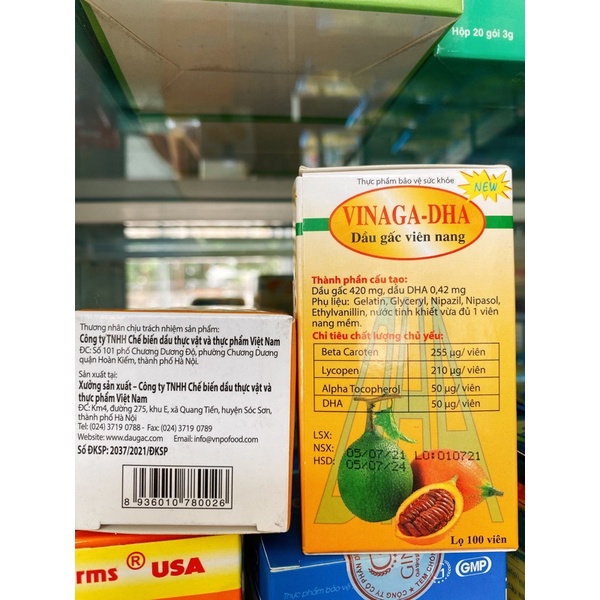 Hộp 20 gói 3g
Thực phẩm bảo vệ sức khỏe
NEW
VINAGA-DHA
Dầu gấc viên nang
Thành phần cấu tạo:
Dầu gấc 420 mg, dầu DHA 0,42 mg
Phụ liệu: Gelatin, Glyceryl, Nipazil, Nipasol,
Ethylvanillin, nước tinh khiết vừa đủ 1 viên
nang mềm.
Chỉ tiêu chất lượng chủ yếu:
Beta Caroten 255 µg/ viên
Lycopen 210 µg/ viên
Alpha Tocopherol 50 µg/ viên
DHA 50 µg/ viên
LSX:
NSX: 05/07/21 LO:010721
HSD: 05/07/24
Lọ 100 viên
Thương nhân chịu trách nhiệm sản phẩm:
Công ty TNHH Chế biến dầu thực vật và thực phẩm Việt Nam
ĐC: Số 101 phố Chương Dương Độ, phường Chương Dương
quận Hoàn Kiếm, thành phố Hà Nội.
Sản xuất tại:
Xưởng sản xuất – Công ty TNHH Chế biến dầu thực vật và
thực phẩm Việt Nam
ĐC: Km4, đường 275, khu E, xã Quang Tiến, huyện Sóc Sơn,
thành phố Hà Nội
Tel: (024) 3719 0788 - Fax: (024) 3719 0789
Website: www.daugac.com Email: info@vnpofood.com
Số ĐKSP: 2037/2021/ĐKSP
8 936010 780026
rms ® USA
Thực phẩm bảo vệ
GMP